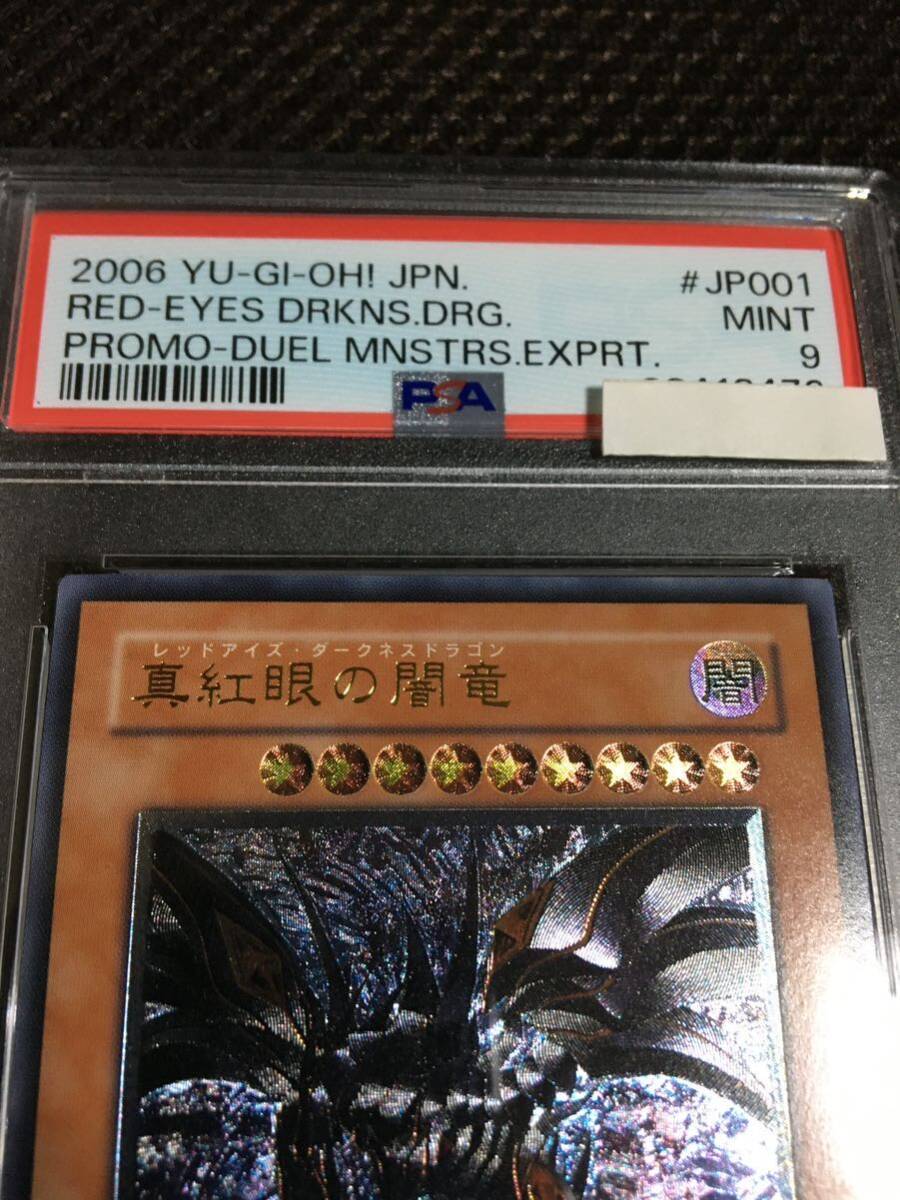 2006 YU-GI-OH! JPN. #JP001
RED-EYES DRKNS.DRG. MINT
PROMO-DUEL MNSTRS.EXPRT. 9
PSA
レッドアイズ・ダークネスドラゴン
真紅眼の闇竜 闇